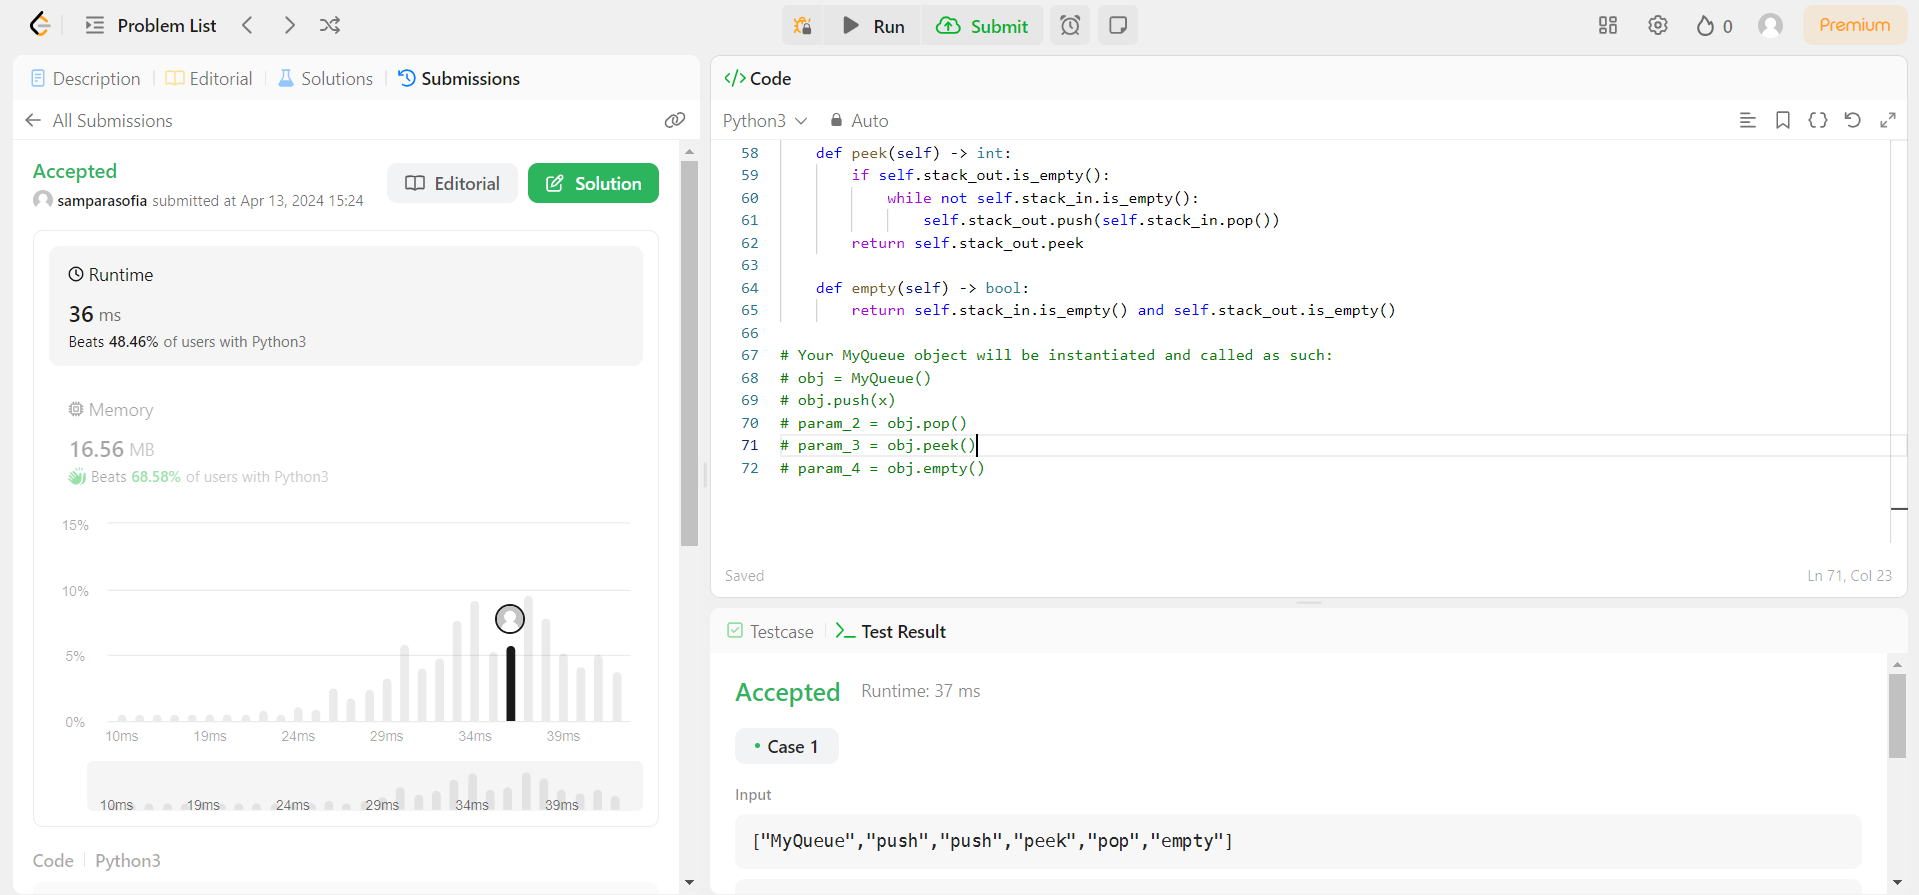 Problem List
Run
Submit
0
Premium
Description
Editorial
Solutions
Submissions
All Submissions
Accepted
samparasofia submitted at Apr 13, 2024 15:24
Editorial
Solution
Runtime
36 ms
Beats 48.46% of users with Python3
Memory
16.56 MB
Beats 68.58% of users with Python3
15%
10%
5%
0%
10ms 19ms 24ms 29ms 34ms 39ms
10ms 19ms 24ms 29ms 34ms 39ms
Code Python3
</> Code
Python3 Auto
58 def peek(self) -> int:
59 if self.stack_out.is_empty():
60 while not self.stack_in.is_empty():
61 self.stack_out.push(self.stack_in.pop())
62 return self.stack_out.peek
63
64 def empty(self) -> bool:
65 return self.stack_in.is_empty() and self.stack_out.is_empty()
66
67 # Your MyQueue object will be instantiated and called as such:
68 # obj = MyQueue()
69 # obj.push(x)
70 # param_2 = obj.pop()
71 # param_3 = obj.peek()
72 # param_4 = obj.empty()
Saved
Ln 71, Col 23
Testcase
Test Result
Accepted Runtime: 37 ms
• Case 1
Input
["MyQueue","push","push","peek","pop","empty"]